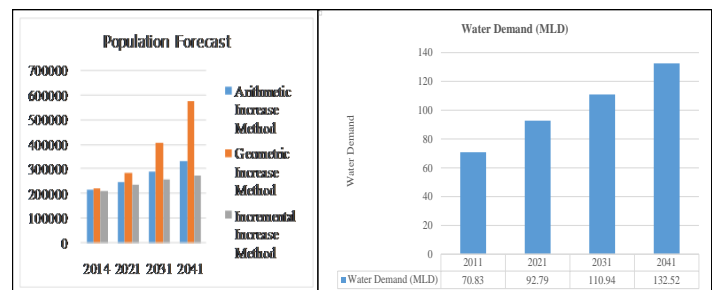 Population Forecast
700000
600000
500000
400000
300000
200000
100000
0
2014 2021 2031 2041
Arithmetic
Increase
Method
Geometric
Increase
Method
Incremental
Increase
Method
Water Demand (MLD)
Water Demand
140
120
100
80
60
40
20
0
2011 2021 2031 2041
Water Demand (MLD) 70.83 92.79 110.94 132.52